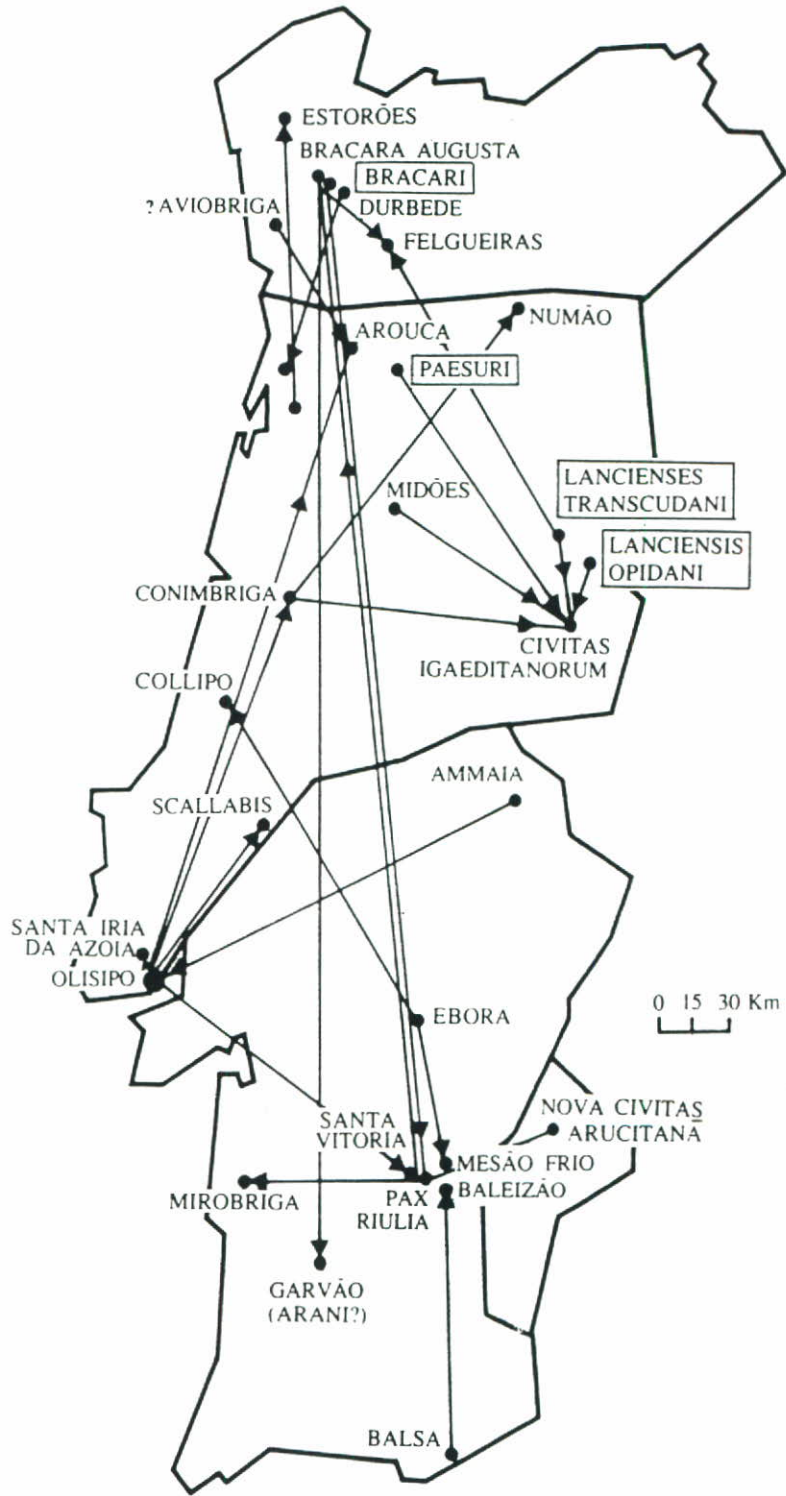 ESTORÕES
BRACARA AUGUSTA
BRACARI
DURBEDE
? AVIOBRIGA
FELGUEIRAS
NUMÃO
AROUCA
PAESURI
LANCIENSES
TRANSCUDANI
MIDÕES
LANCIENSIS
OPIDANI
CONIMBRIGA
CIVITAS
IGAEDITANORUM
COLLIPO
AMMAIA
SCALLABIS
SANTA IRIA
DA AZOIA
OLISIPO
EBORA
0 15 30 Km
SANTA
VITORIA
NOVA CIVITAS
ARUCITANÃ
MESÃO FRIO
BALEIZÃO
MIROBRIGA
PAX
RIULIA
GARVÃO
(ARANI?)
BALSA